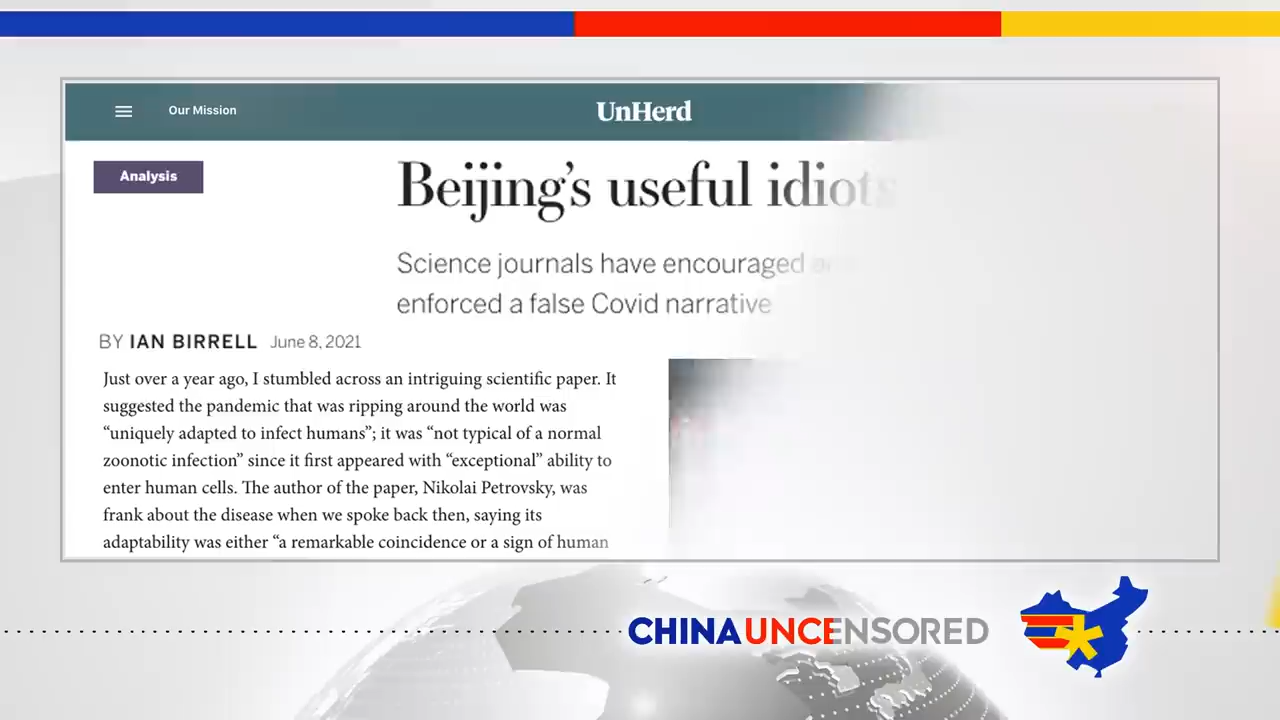 Our Mission
UnHerd
Analysis
Beijing's useful idiots
Science journals have encouraged
enforced a false Covid narrative
BY IAN BIRRELL June 8, 2021
Just over a year ago, I stumbled across an intriguing scientific paper. It
suggested the pandemic that was ripping around the world was
“uniquely adapted to infect humans”; it was “not typical of a normal
zoonotic infection” since it first appeared with “exceptional” ability to
enter human cells. The author of the paper, Nikolai Petrovsky, was
frank about the disease when we spoke back then, saying its
adaptability was either “a remarkable coincidence or a sign of human
CHINA UNCENSORED